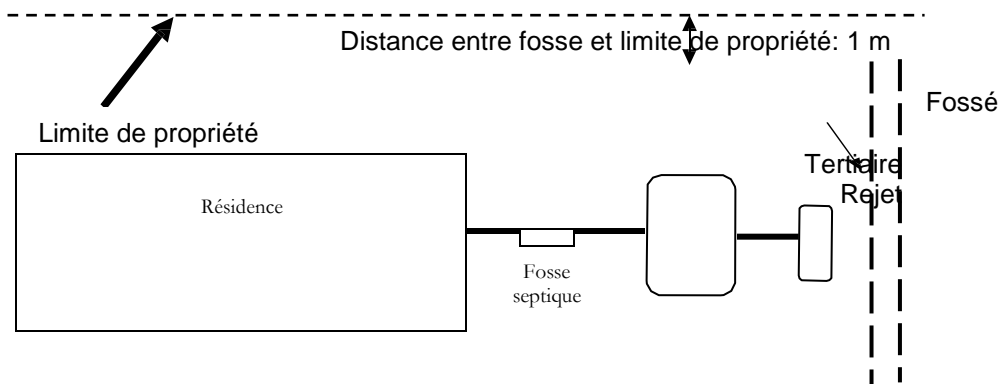 Distance entre fosse et limite de propriété: 1 m
Fossé
Limite de propriété
Tertiaire
Rejet
Résidence
Fosse
septique